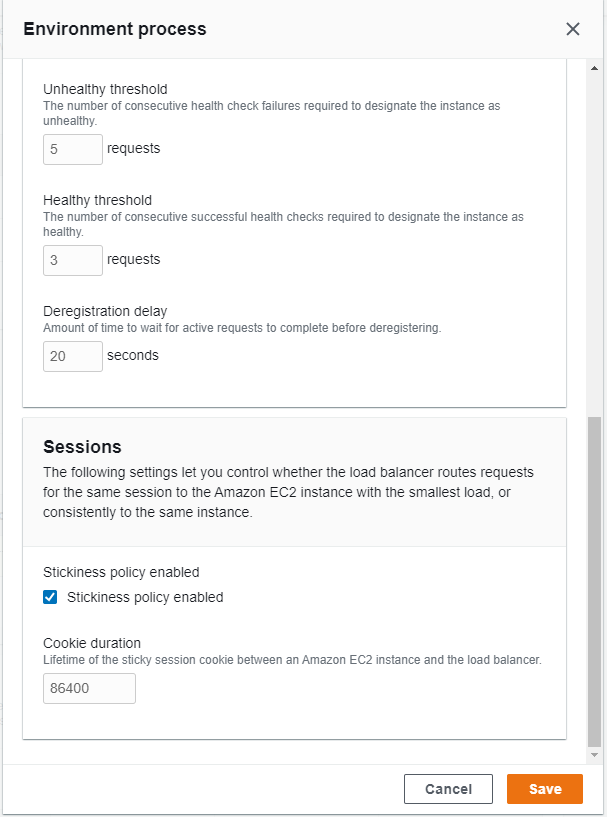 Environment process
Unhealthy threshold
The number of consecutive health check failures required to designate the instance as
unhealthy.
5 requests
Healthy threshold
The number of consecutive successful health checks required to designate the instance as
healthy.
3 requests
Deregistration delay
Amount of time to wait for active requests to complete before deregistering.
20 seconds
Sessions
The following settings let you control whether the load balancer routes requests
for the same session to the Amazon EC2 instance with the smallest load, or
consistently to the same instance.
Stickiness policy enabled
Stickiness policy enabled
Cookie duration
Lifetime of the sticky session cookie between an Amazon EC2 instance and the load balancer.
86400
Cancel Save